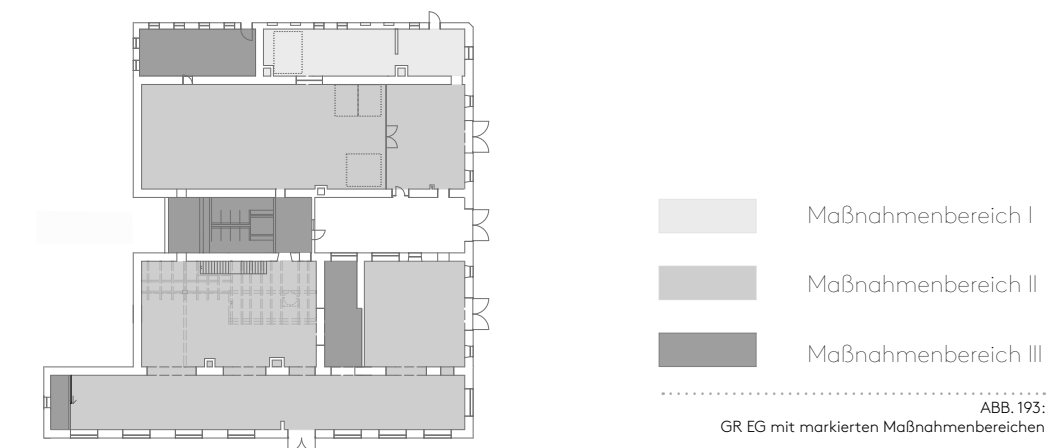 Maßnahmenbereich I
Maßnahmenbereich II
Maßnahmenbereich III
ABB. 193:
GR EG mit markierten Maßnahmenbereichen